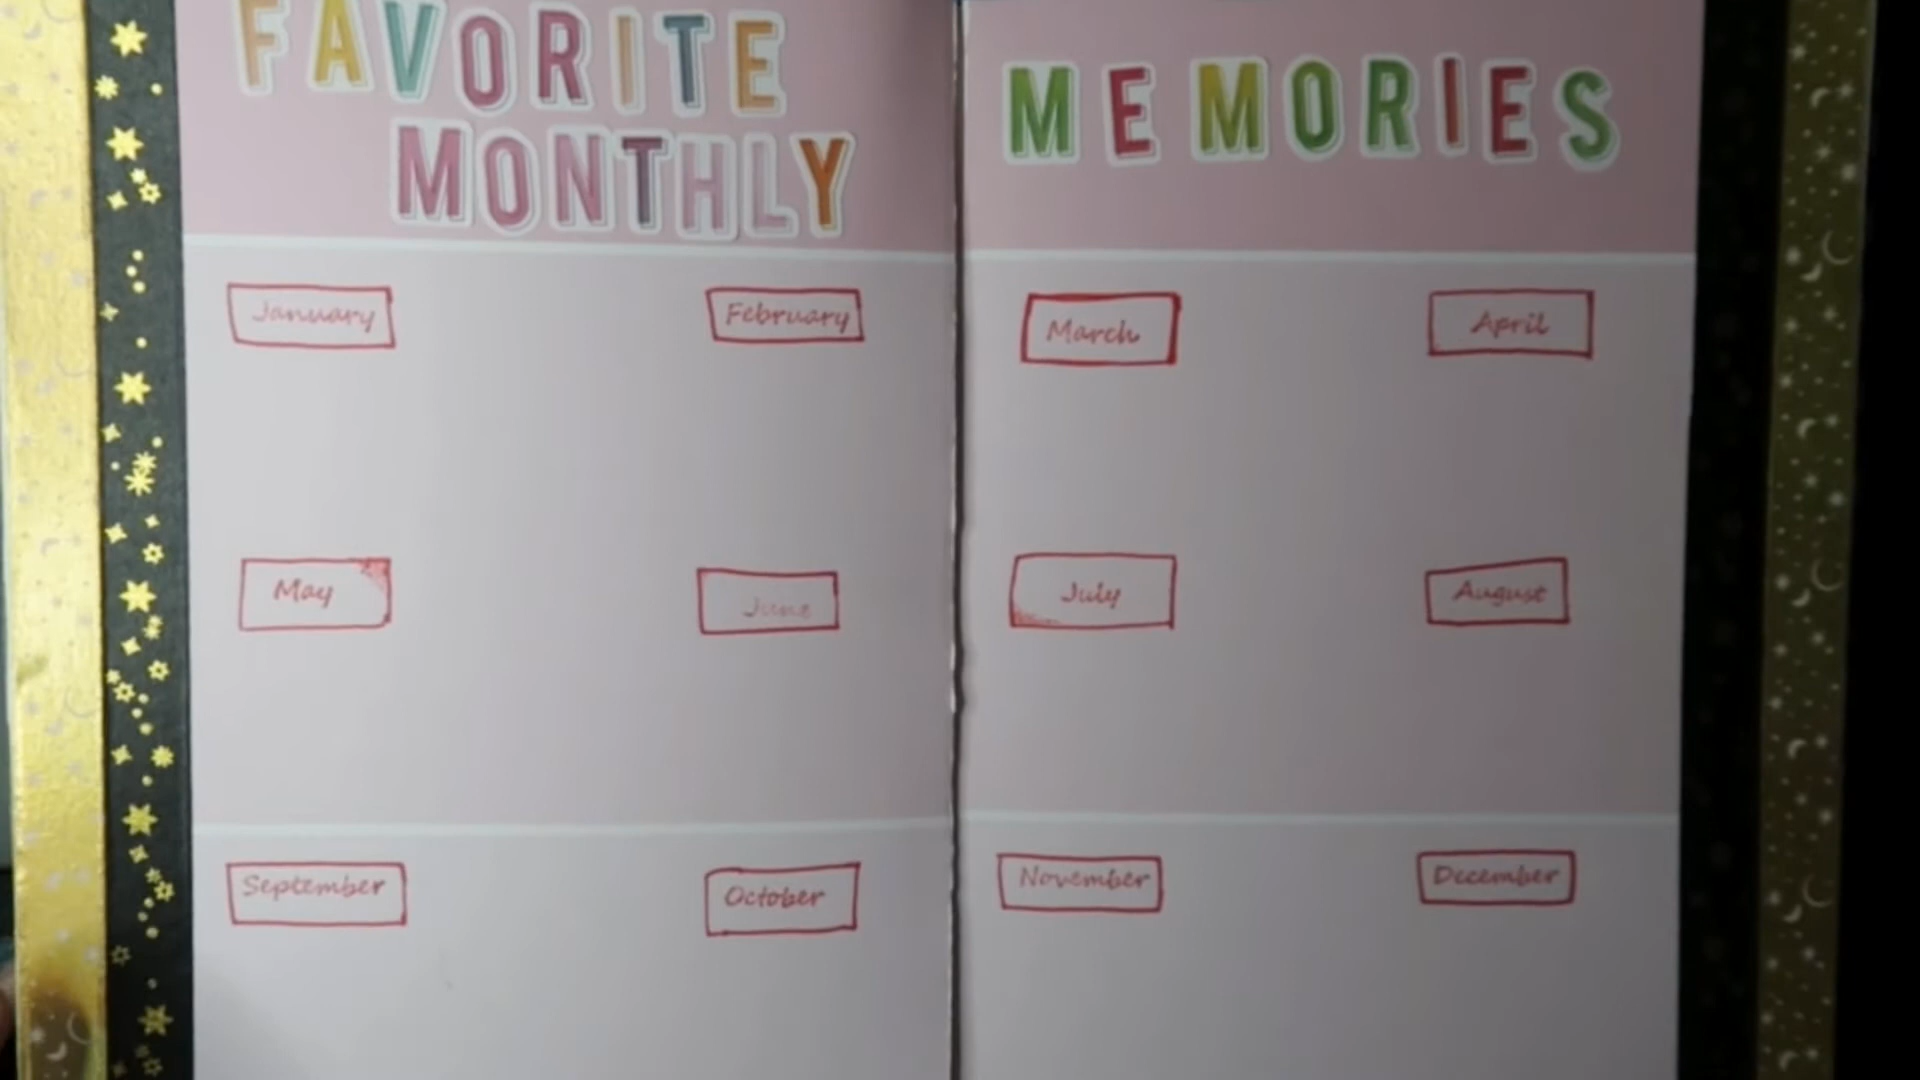 FAVORITE
MONTHLY
MEMORIES
January
February
March
April
May
June
July
August
September
October
November
December